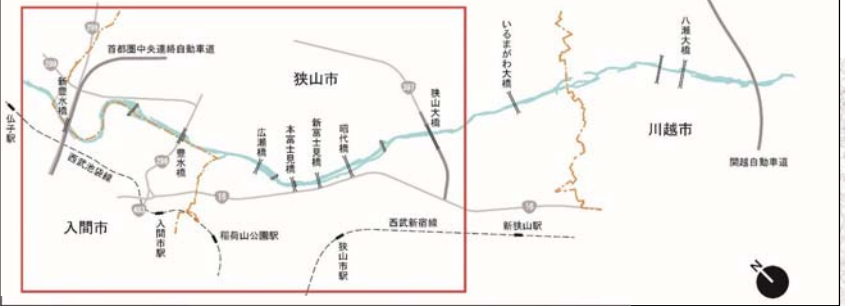 首都圏中央連絡自動車道
新豊水橋
仏子駅
西武池袋線
豊水橋
入間市
入間市駅
稲荷山公園駅
狭山市
広瀬橋
本富士見橋
新富士見橋
昭代橋
狭山大橋
狭山市駅
西武新宿線
新狭山駅
16
いるまがわ大橋
八瀬大橋
川越市
関越自動車道
16
N